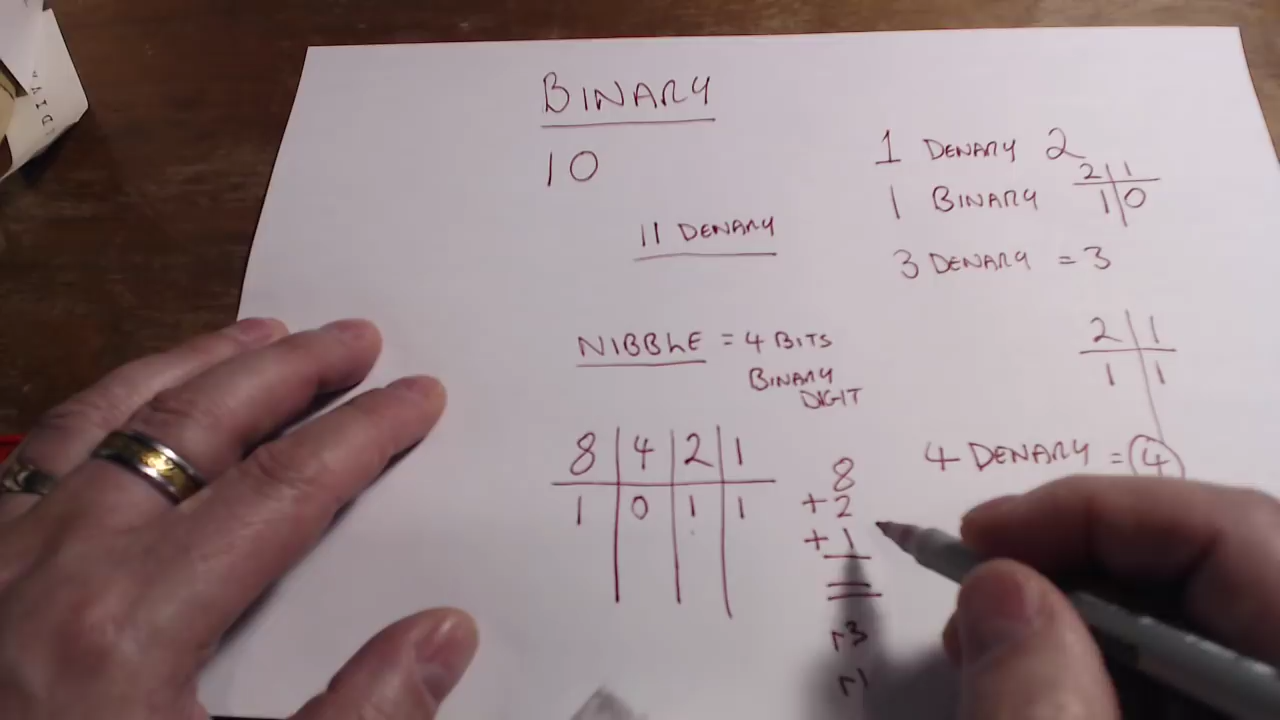 BINARY
10
11 DENARY
1 DENARY 2
1 BINARY
2 1
1 0
3 DENARY = 3
2 1
1 1
4 DENARY = 4
NIBBLE = 4 BITS
BINARY
DIGIT
8 4 2 1
1 0 1 1
8
+ 2
+ 1
r3
r1